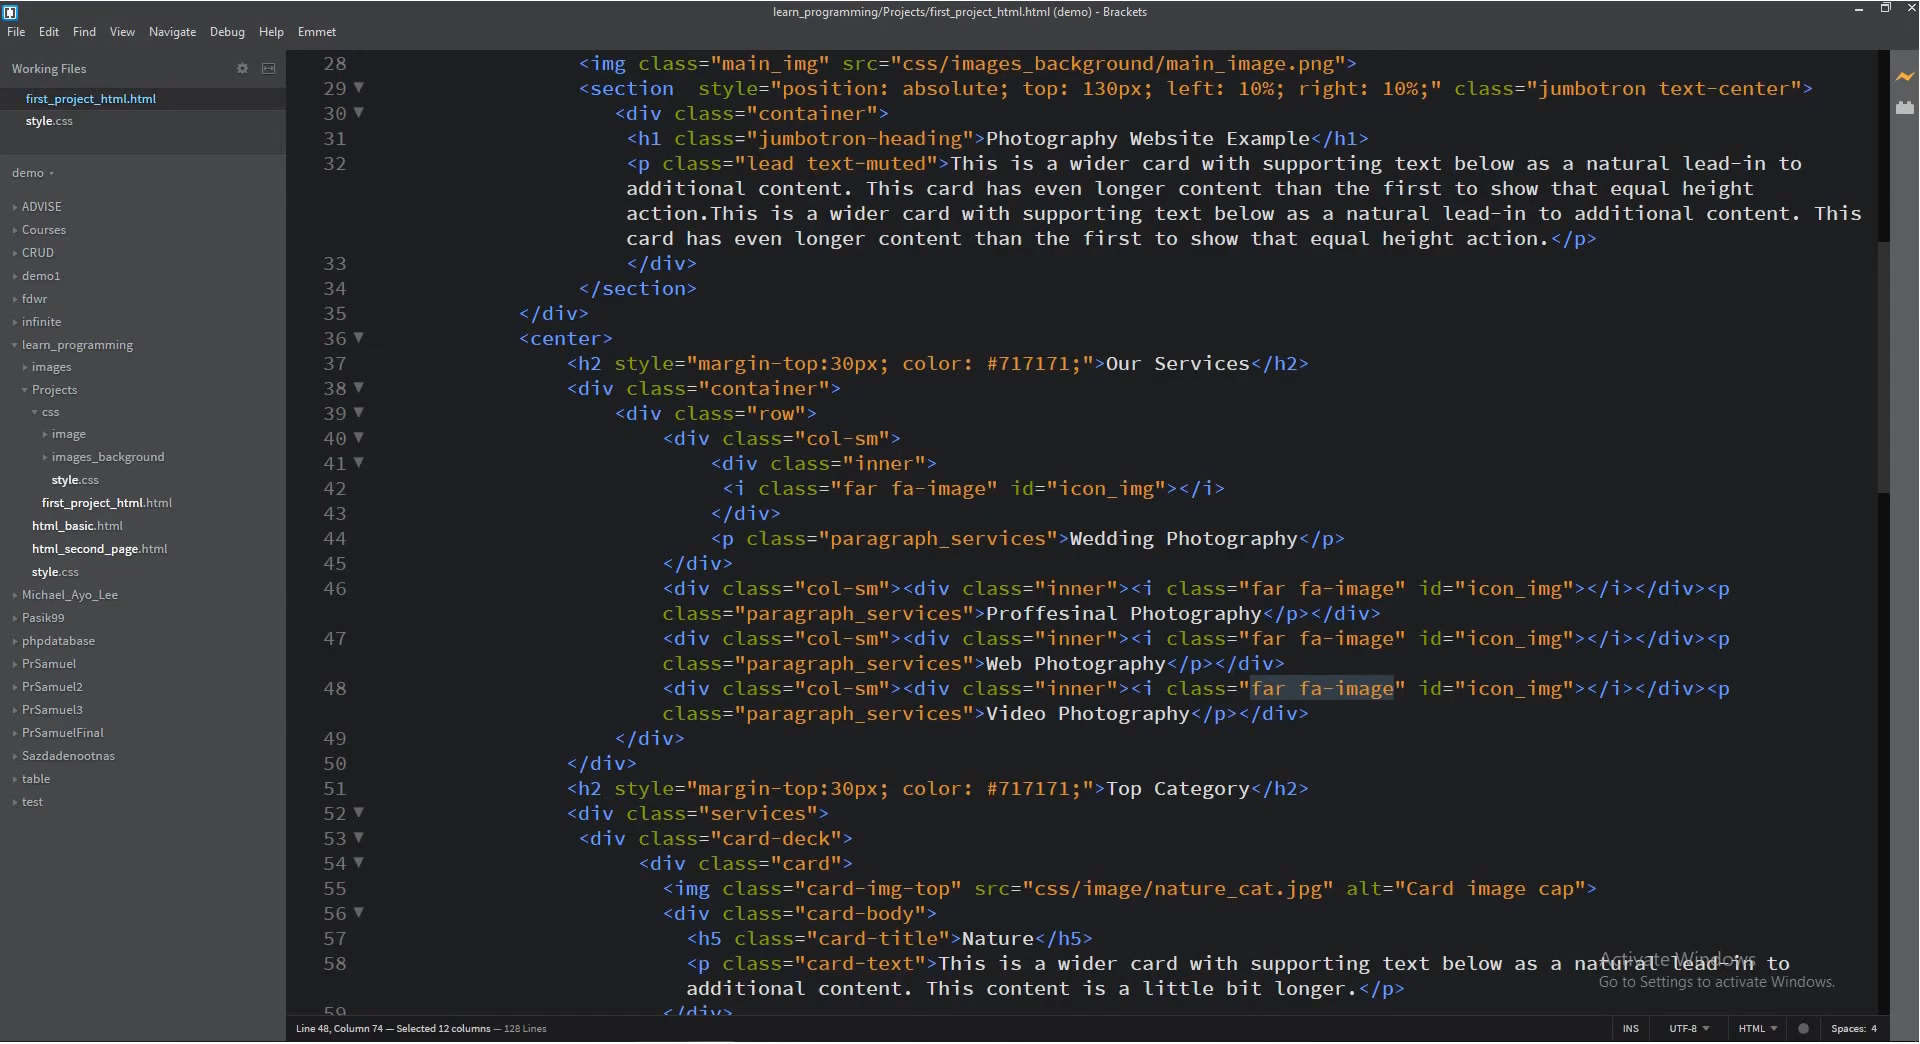 learn_programming/Projects/first_project_html.html (demo) - Brackets
File Edit Find View Navigate Debug Help Emmet
Working Files
first_project_html.html
style.css
demo
ADVISE
Courses
CRUD
demo1
fdwr
infinite
learn_programming
images
Projects
css
image
images_background
style.css
first_project_html.html
html_basic.html
html_second_page.html
style.css
Michael_Ayo_Lee
Pasik99
phpdatabase
PrSamuel
PrSamuel2
PrSamuel3
PrSamuelFinal
Sazdadenootnas
table
test
28 <img class="main_img" src="css/images_background/main_image.png">
29 <section  style="position: absolute; top: 130px; left: 10%; right: 10%;" class="jumbotron text-center">
30 <div class="container">
31 <h1 class="jumbotron-heading">Photography Website Example</h1>
32 <p class="lead text-muted">This is a wider card with supporting text below as a natural lead-in to
additional content. This card has even longer content than the first to show that equal height
action.This is a wider card with supporting text below as a natural lead-in to additional content. This
card has even longer content than the first to show that equal height action.</p>
33 </div>
34 </section>
35 </div>
36 <center>
37 <h2 style="margin-top:30px; color: #717171;">Our Services</h2>
38 <div class="container">
39 <div class="row">
40 <div class="col-sm">
41 <div class="inner">
42 <i class="far fa-image" id="icon_img"></i>
43 </div>
44 <p class="paragraph_services">Wedding Photography</p>
45 </div>
46 <div class="col-sm"><div class="inner"><i class="far fa-image" id="icon_img"></i></div><p
class="paragraph_services">Proffesinal Photography</p></div>
47 <div class="col-sm"><div class="inner"><i class="far fa-image" id="icon_img"></i></div><p
class="paragraph_services">Web Photography</p></div>
48 <div class="col-sm"><div class="inner"><i class="far fa-image" id="icon_img"></i></div><p
class="paragraph_services">Video Photography</p></div>
49 </div>
50 </div>
51 <h2 style="margin-top:30px; color: #717171;">Top Category</h2>
52 <div class="services">
53 <div class="card-deck">
54 <div class="card">
55 <img class="card-img-top" src="css/image/nature_cat.jpg" alt="Card image cap">
56 <div class="card-body">
57 <h5 class="card-title">Nature</h5>
58 <p class="card-text">This is a wider card with supporting text below as a natural lead-in to
additional content. This content is a little bit longer.</p>
59 </div>
Activate Windows
Go to Settings to activate Windows.
Line 48, Column 74 — Selected 12 columns — 128 Lines
INS UTF-8 HTML Spaces: 4